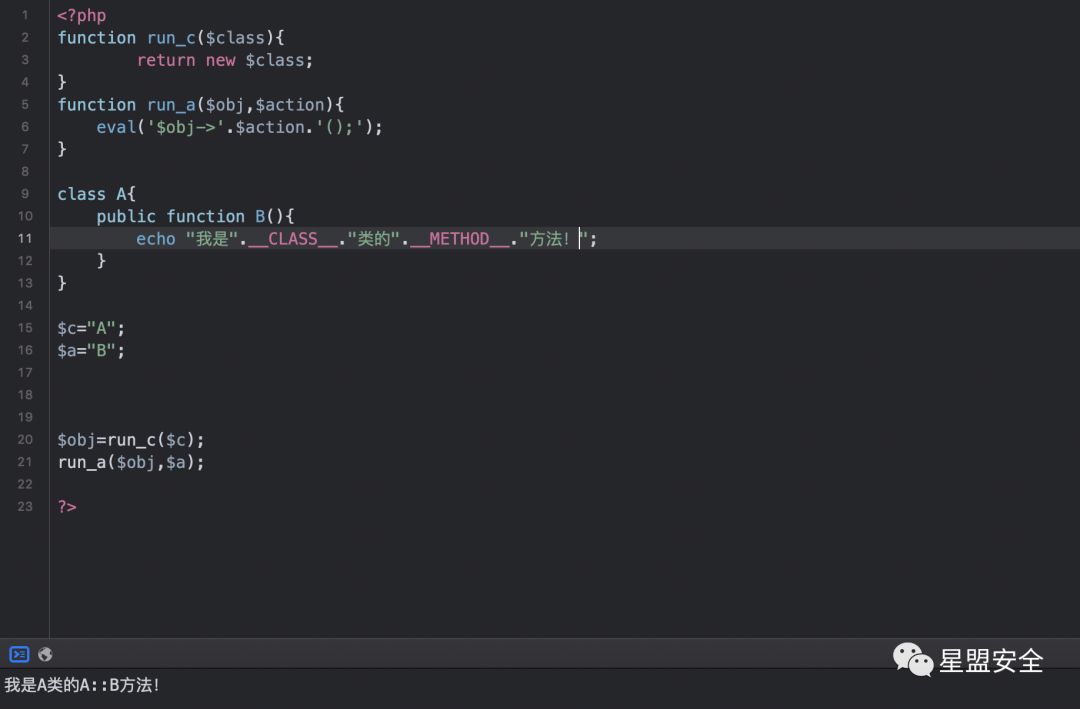 1 <?php
2 function run_c($class){
3         return new $class;
4 }
5 function run_a($obj,$action){
6     eval('$obj->'.$action.'();');
7 }
8
9 class A{
10     public function B(){
11         echo "我是".__CLASS__."类的".__METHOD__."方法！";
12     }
13 }
14
15 $c="A";
16 $a="B";
17
18
19
20 $obj=run_c($c);
21 run_a($obj,$a);
22
23 ?>
星盟安全
我是A类的A::B方法！